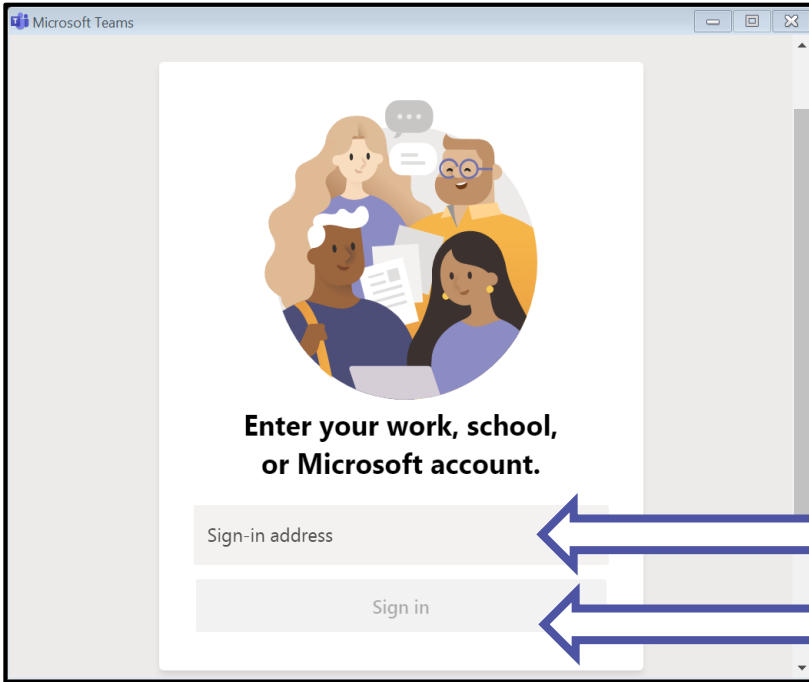 Microsoft Teams
Enter your work, school,
or Microsoft account.
Sign-in address
Sign in